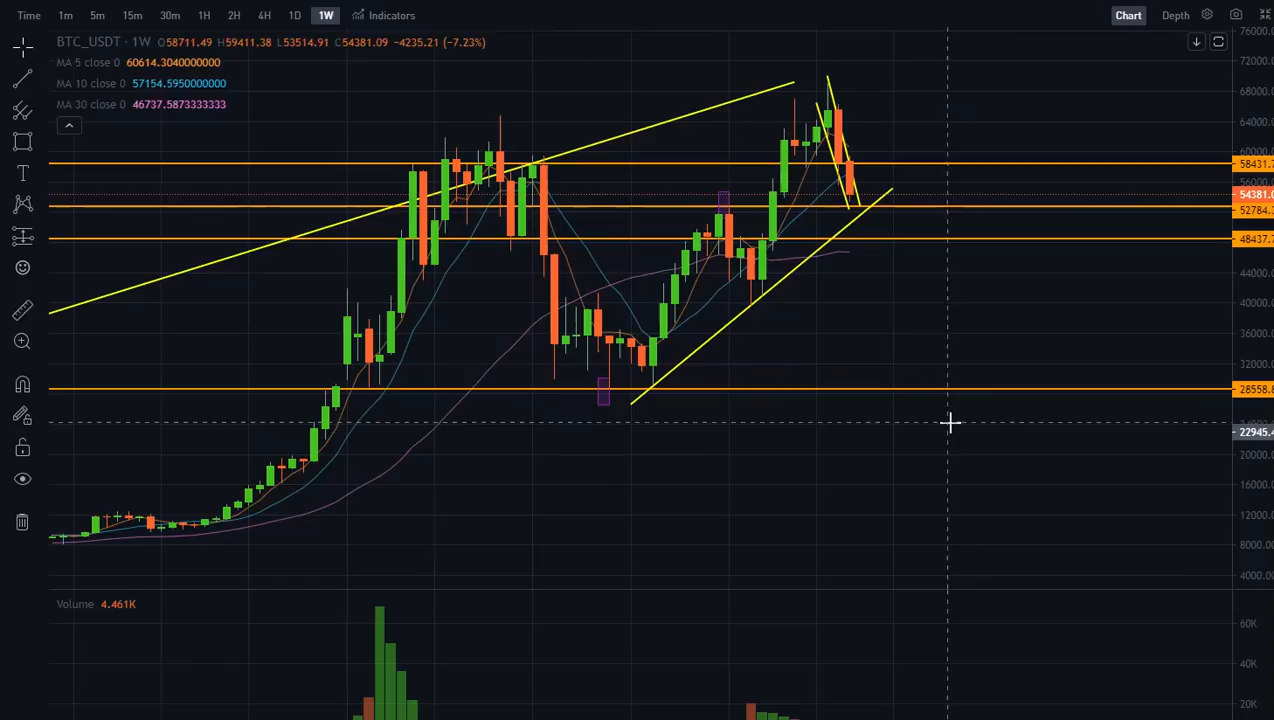 Time 1m 5m 15m 30m 1H 2H 4H 1D 1W Indicators Chart Depth
BTC_USDT · 1W O58711.49 H59411.38 L53514.91 C54381.09 −4235.21 (−7.23%)
MA 5 close 0 60614.3040000000
MA 10 close 0 57154.5950000000
MA 30 close 0 46737.5873333333
T
76000.0
72000.0
68000.0
64000.0
60000.0
58431.7
56000.0
54381.0
52784.3
48437.7
44000.0
40000.0
36000.0
32000.0
28558.8
22945.4
20000.0
16000.0
12000.0
8000.00
4000.00
Volume 4.461K
60K
40K
20K